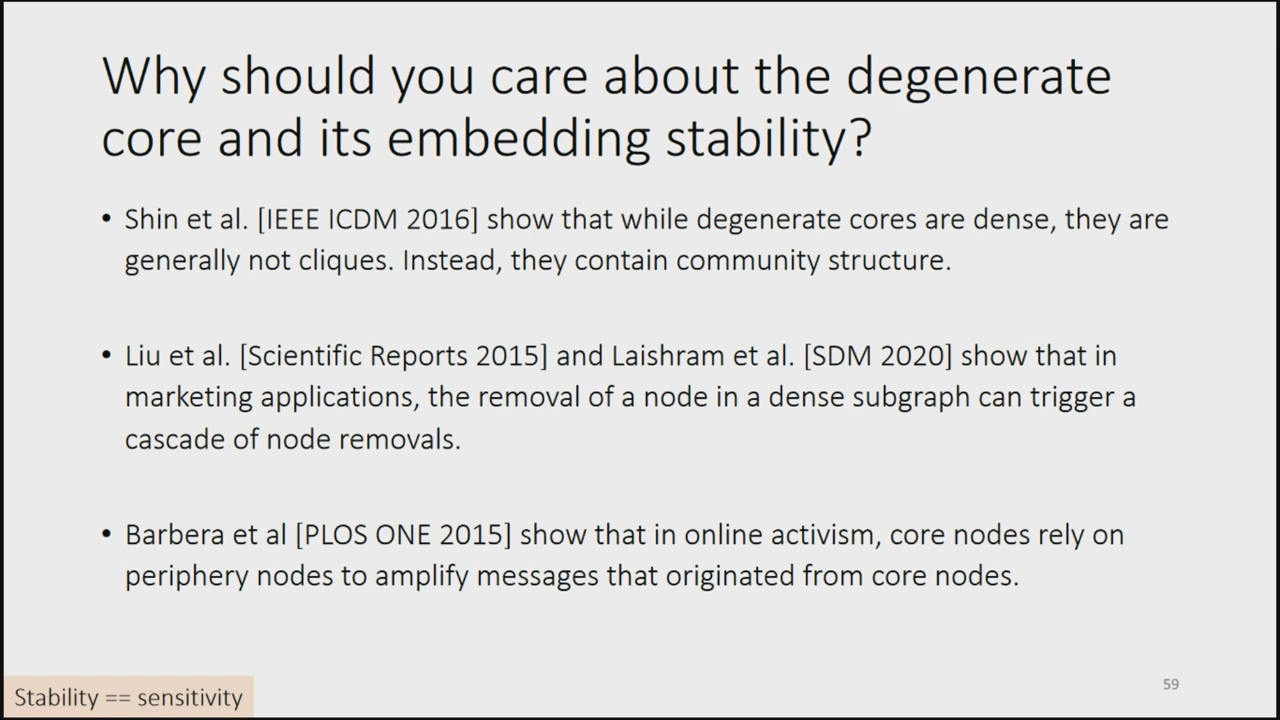 Why should you care about the degenerate
core and its embedding stability?
• Shin et al. [IEEE ICDM 2016] show that while degenerate cores are dense, they are
generally not cliques. Instead, they contain community structure.
• Liu et al. [Scientific Reports 2015] and Laishram et al. [SDM 2020] show that in
marketing applications, the removal of a node in a dense subgraph can trigger a
cascade of node removals.
• Barbera et al [PLOS ONE 2015] show that in online activism, core nodes rely on
periphery nodes to amplify messages that originated from core nodes.
59
Stability == sensitivity